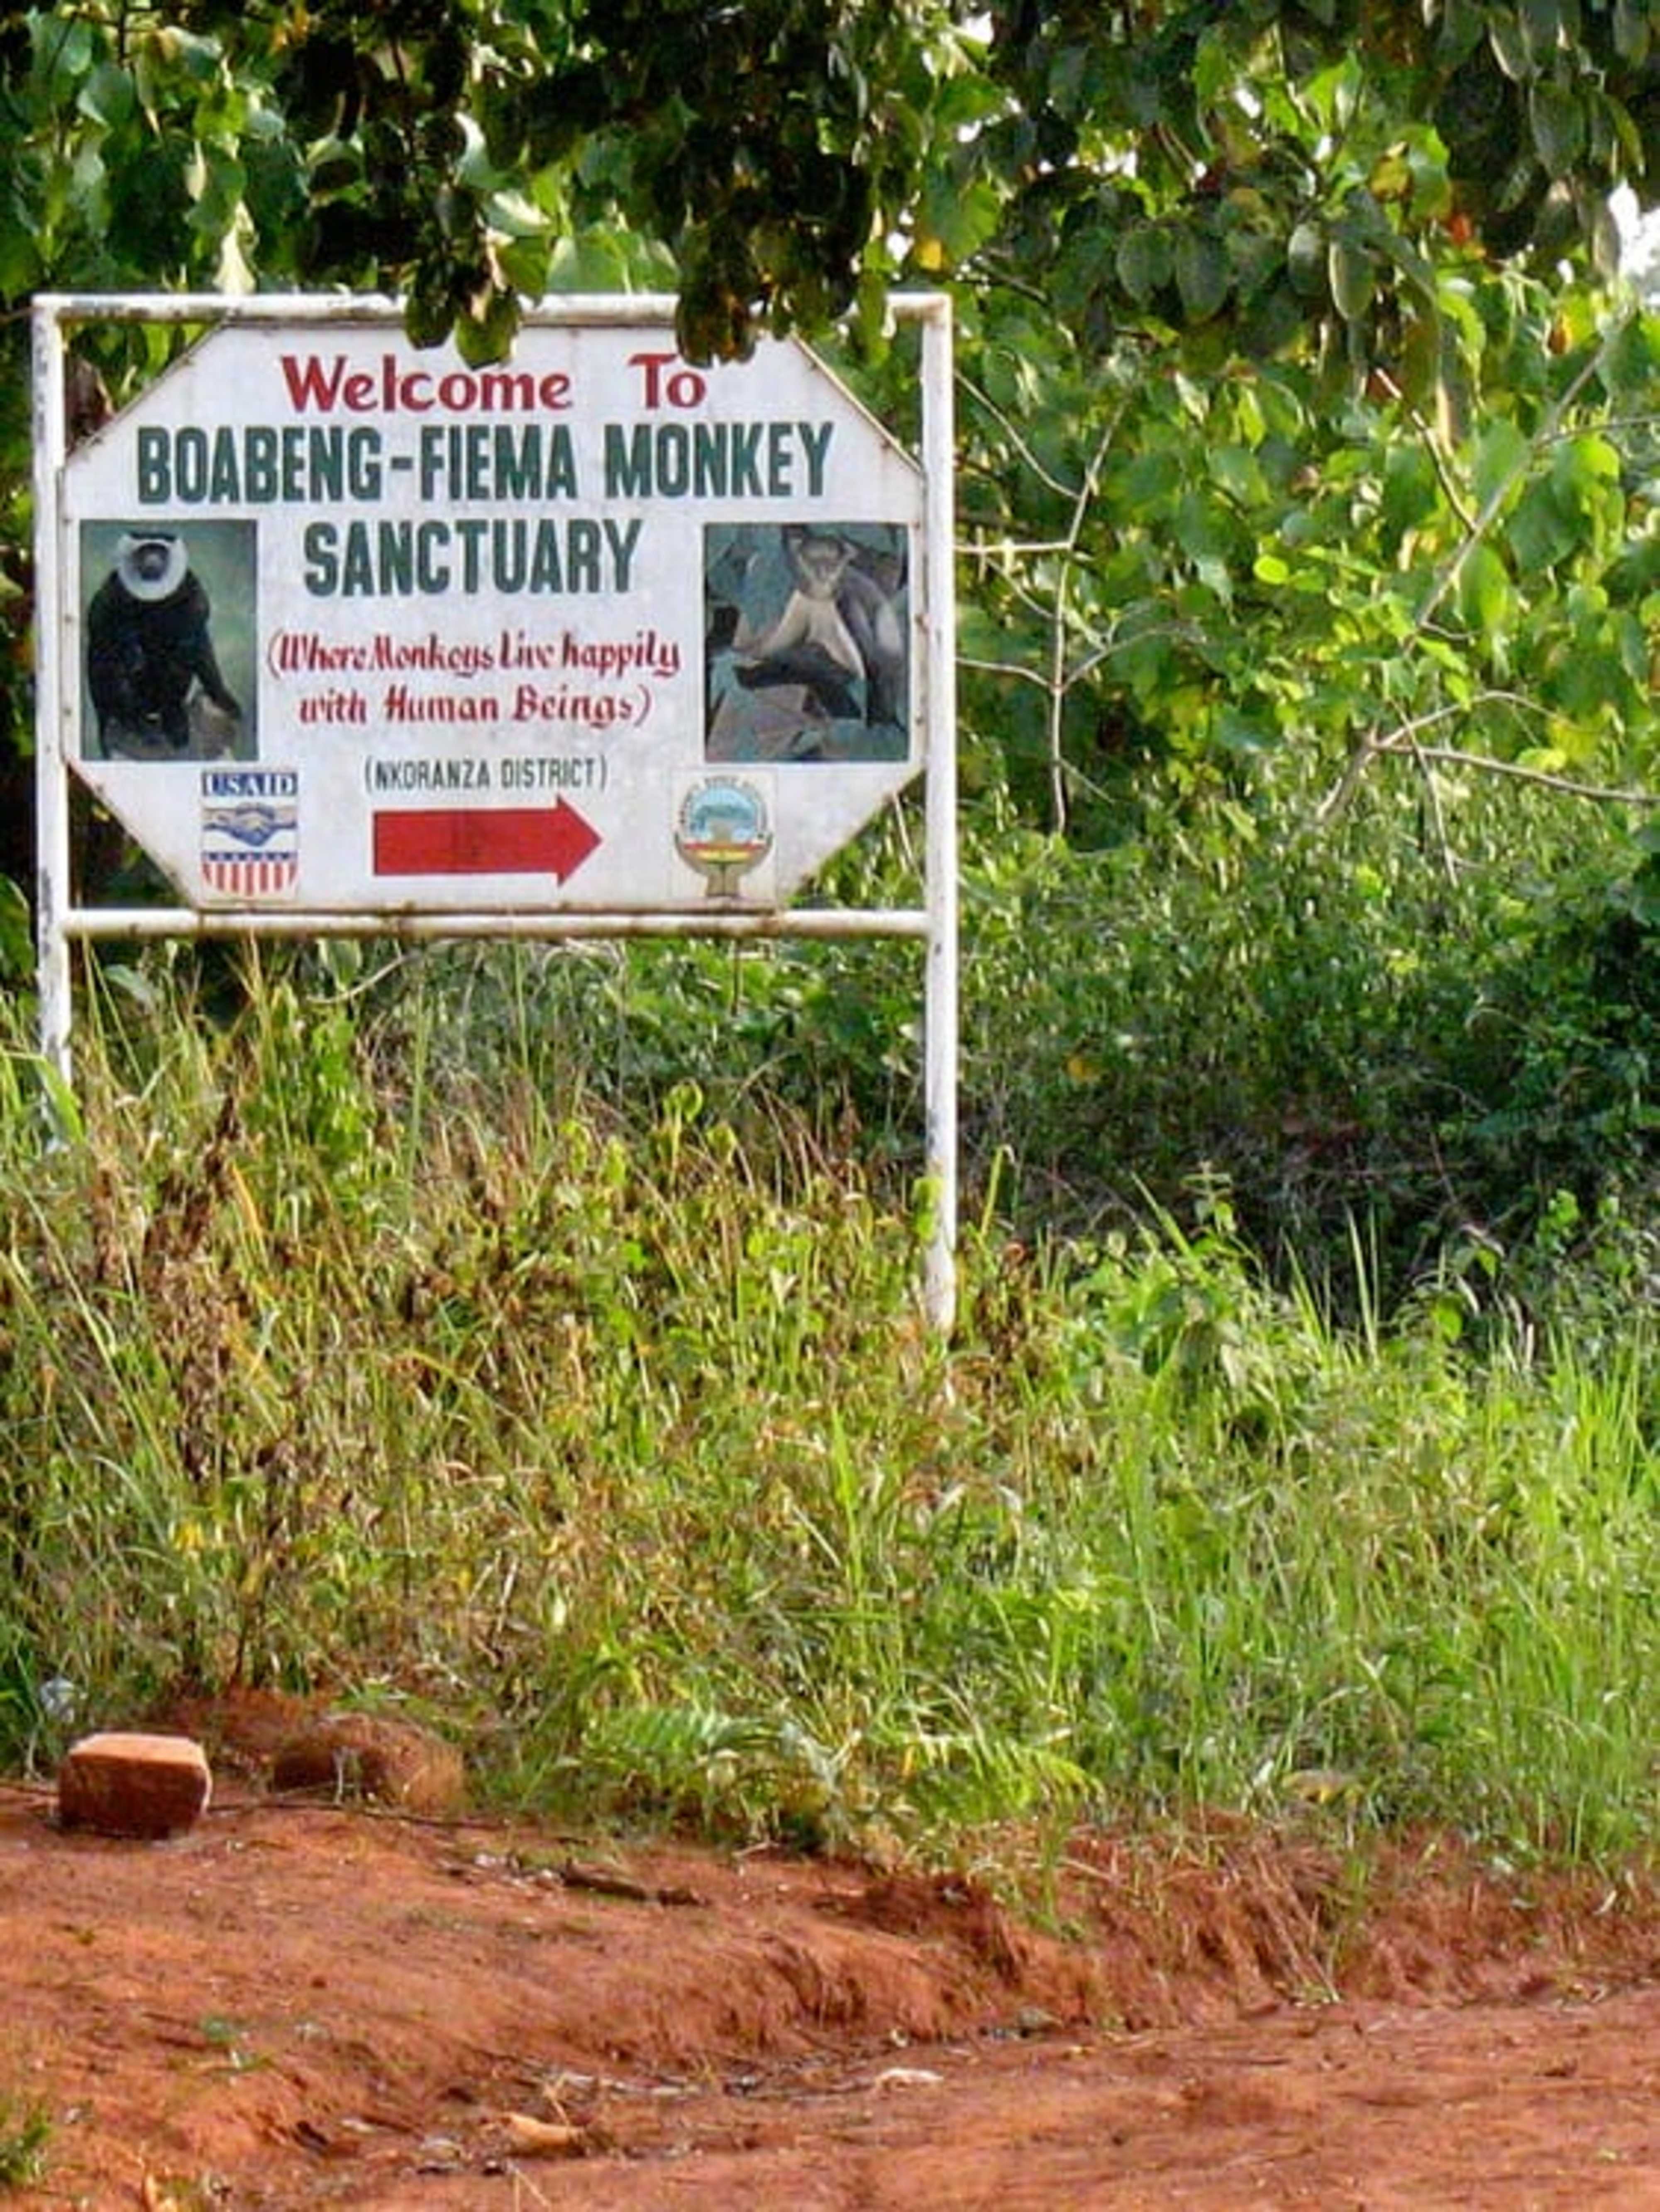 Welcome To
BOABENG-FIEMA MONKEY
SANCTUARY
(Where Monkeys Live happily
with Human Beings)
(NKORANZA DISTRICT)
USAID